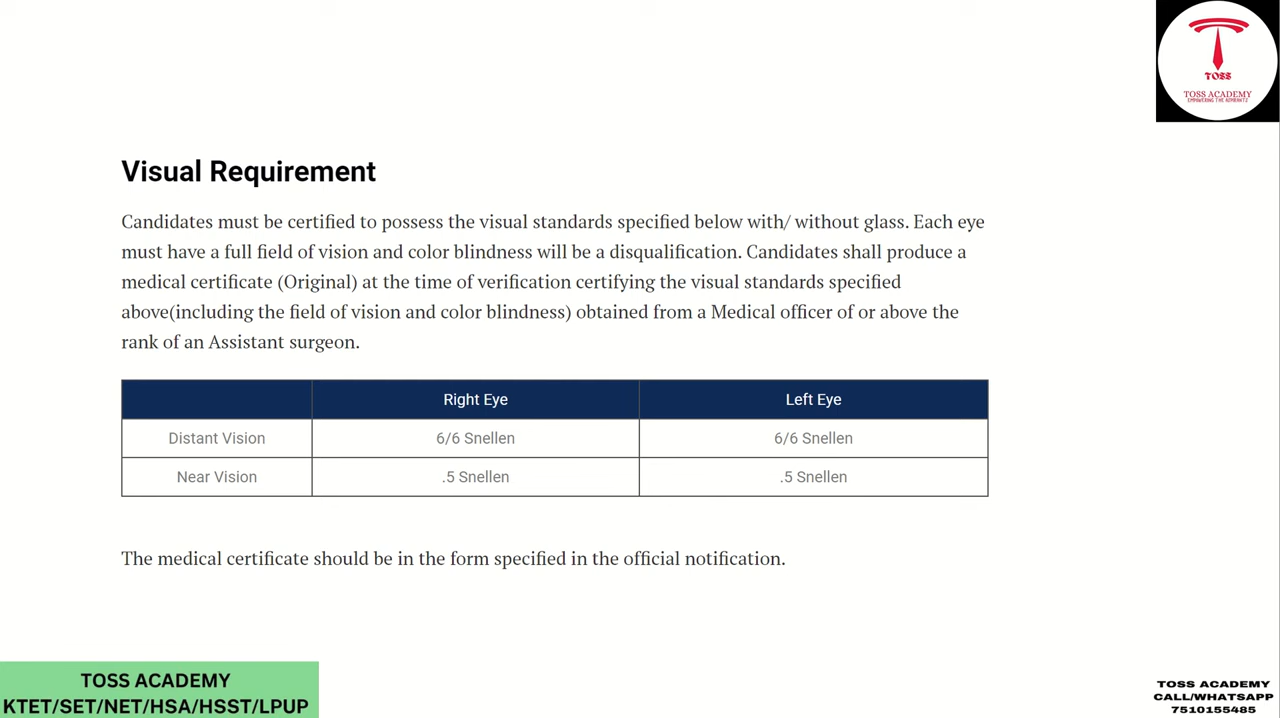 TOSS
TOSS ACADEMY
EMPOWERING THE ASPIRANTS
Visual Requirement
Candidates must be certified to possess the visual standards specified below with/ without glass. Each eye
must have a full field of vision and color blindness will be a disqualification. Candidates shall produce a
medical certificate (Original) at the time of verification certifying the visual standards specified
above(including the field of vision and color blindness) obtained from a Medical officer of or above the
rank of an Assistant surgeon.
Right Eye Left Eye
Distant Vision 6/6 Snellen 6/6 Snellen
Near Vision .5 Snellen .5 Snellen
The medical certificate should be in the form specified in the official notification.
TOSS ACADEMY
KTET/SET/NET/HSA/HSST/LPUP
TOSS ACADEMY
CALL/WHATSAPP
7510155485